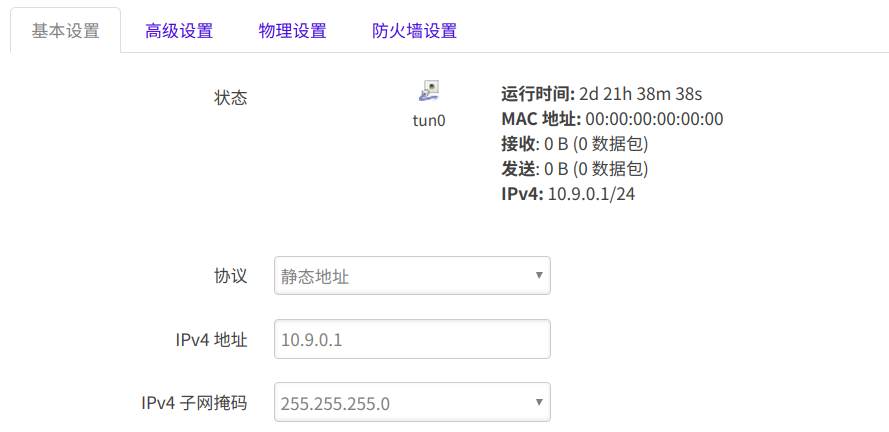 基本设置 高级设置 物理设置 防火墙设置
状态
tun0
运行时间: 2d 21h 38m 38s
MAC 地址: 00:00:00:00:00:00
接收: 0 B (0 数据包)
发送: 0 B (0 数据包)
IPv4: 10.9.0.1/24
协议 静态地址
IPv4 地址 10.9.0.1
IPv4 子网掩码 255.255.255.0